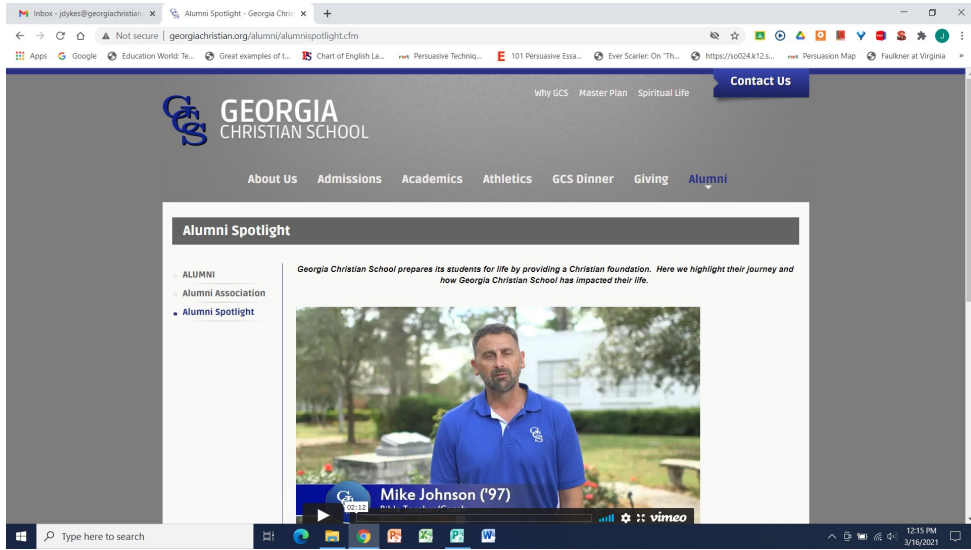 Inbox - jdykes@georgiachristian
Alumni Spotlight - Georgia Chris
Not secure | georgiachristian.org/alumni/alumnispotlight.cfm
Apps Google Education World: Te... Great examples of t... Chart of English La... Persuasive Techniq... 101 Persuasive Essa... Ever Scarier: On "Th... https://so024.k12.s... Persuasion Map Faulkner at Virginia »
Contact Us
Why GCS Master Plan Spiritual Life
GEORGIA
CHRISTIAN SCHOOL
About Us Admissions Academics Athletics GCS Dinner Giving Alumni
Alumni Spotlight
ALUMNI
Alumni Association
Alumni Spotlight
Georgia Christian School prepares its students for life by providing a Christian foundation. Here we highlight their journey and
how Georgia Christian School has impacted their life.
GCS
Mike Johnson ('97)
02:12
vimeo
Type here to search
12:15 PM
3/16/2021